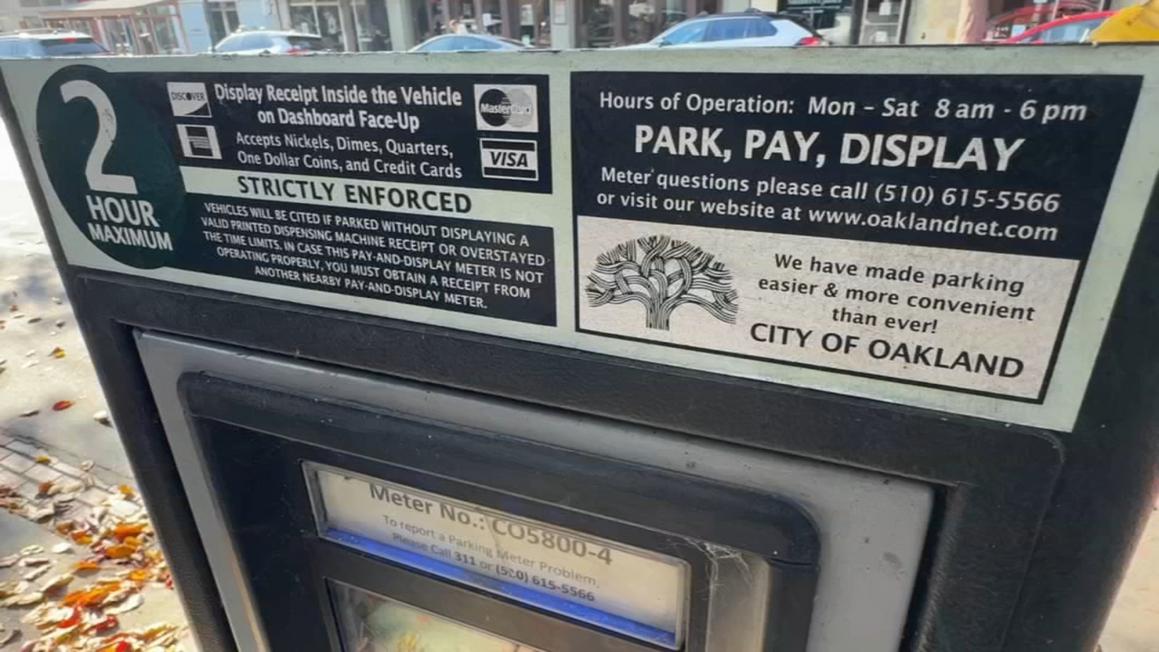 2
HOUR
MAXIMUM
DISCOVER
Display Receipt Inside the Vehicle
on Dashboard Face-Up
Accepts Nickels, Dimes, Quarters,
One Dollar Coins, and Credit Cards
MasterCard
VISA
STRICTLY ENFORCED
VEHICLES WILL BE CITED IF PARKED WITHOUT DISPLAYING A
VALID PRINTED DISPENSING MACHINE RECEIPT OR OVERSTAYED
THE TIME LIMITS. IN CASE THIS PAY-AND-DISPLAY METER IS NOT
OPERATING PROPERLY, YOU MUST OBTAIN A RECEIPT FROM
ANOTHER NEARBY PAY-AND-DISPLAY METER.
Hours of Operation: Mon - Sat 8 am - 6 pm
PARK, PAY, DISPLAY
Meter questions please call (510) 615-5566
or visit our website at www.oaklandnet.com
We have made parking
easier & more convenient
than ever!
CITY OF OAKLAND
Meter No.: CO5800-4
To report a Parking Meter Problem,
Please Call 311 or (510) 615-5566